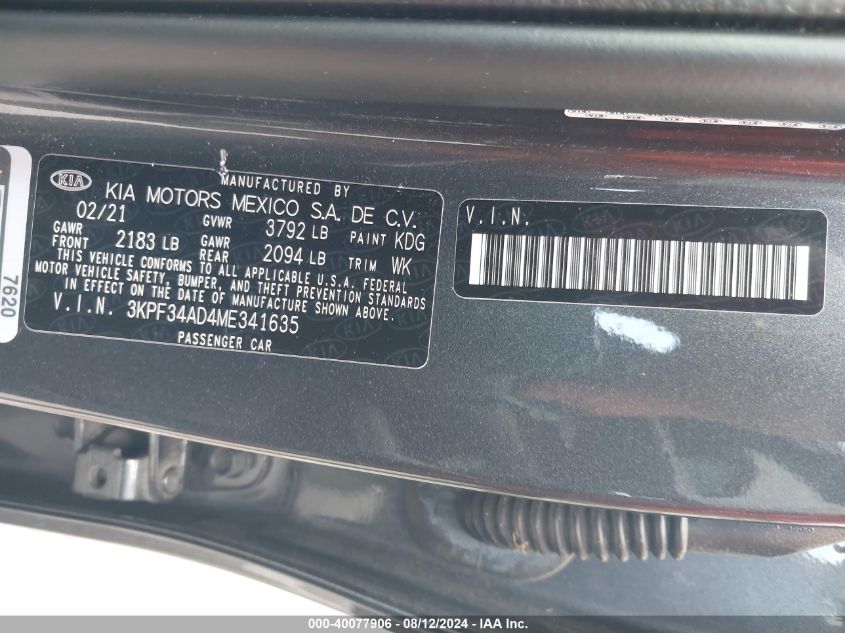 KIA
MANUFACTURED BY
KIA MOTORS MEXICO S.A. DE C.V.
02/21 GVWR 3792 LB PAINT KDG
GAWR FRONT 2183 LB GAWR REAR 2094 LB TRIM WK
THIS VEHICLE CONFORMS TO ALL APPLICABLE U.S.A. FEDERAL
MOTOR VEHICLE SAFETY, BUMPER, AND THEFT PREVENTION STANDARDS
IN EFFECT ON THE DATE OF MANUFACTURE SHOWN ABOVE.
V.I.N. 3KPF34AD4ME341635
PASSENGER CAR
V.I.N.
7620
000-40077906 - 08/12/2024 - IAA Inc.